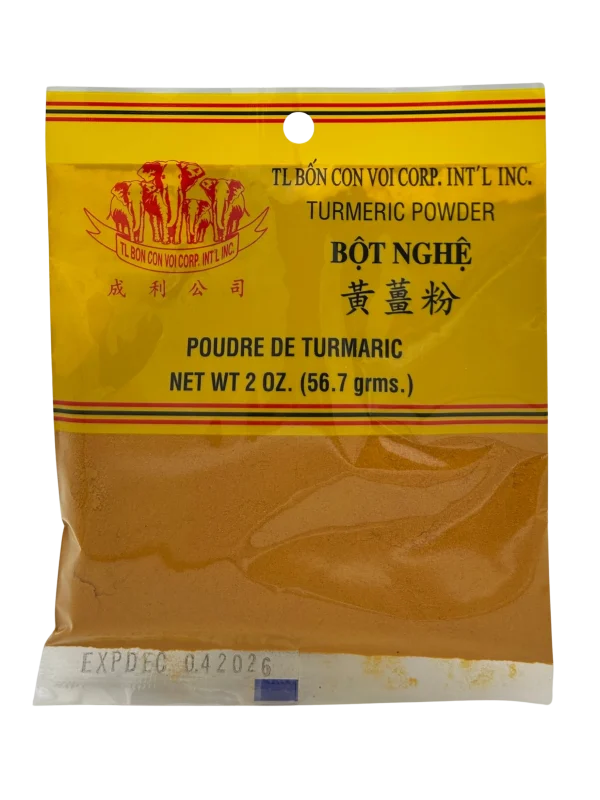 TL BỐN CON VOI CORP. INT'L INC.
TURMERIC POWDER
BỘT NGHỆ
黃薑粉
TL BON CON VOI CORP. INT'L INC.
成利公司
POUDRE DE TURMARIC
NET WT 2 OZ. (56.7 grms.)
EXPDEC 042026